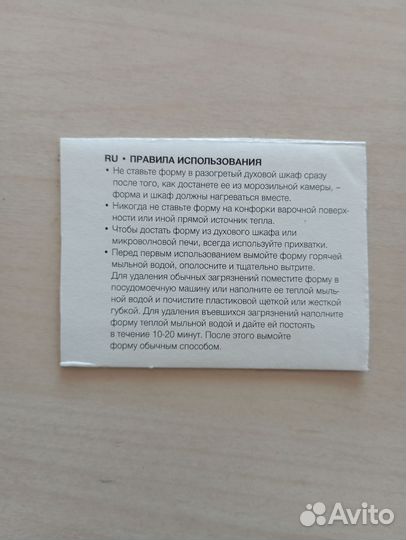 RU • ПРАВИЛА ИСПОЛЬЗОВАНИЯ
• Не ставьте форму в разогретый духовой шкаф сразу
после того, как достанете ее из морозильной камеры, –
форма и шкаф должны нагреваться вместе.
• Никогда не ставьте форму на конфорки варочной поверх-
ности или иной прямой источник тепла.
• Чтобы достать форму из духового шкафа или
микроволновой печи, всегда используйте прихватки.
• Перед первым использованием вымойте форму горячей
мыльной водой, ополосните и тщательно вытрите.
Для удаления обычных загрязнений поместите форму в
посудомоечную машину или наполните ее теплой мыль-
ной водой и почистите пластиковой щеткой или жесткой
губкой. Для удаления въевшихся загрязнений наполните
форму теплой мыльной водой и дайте ей постоять
в течение 10-20 минут. После этого вымойте
форму обычным способом.
Avito